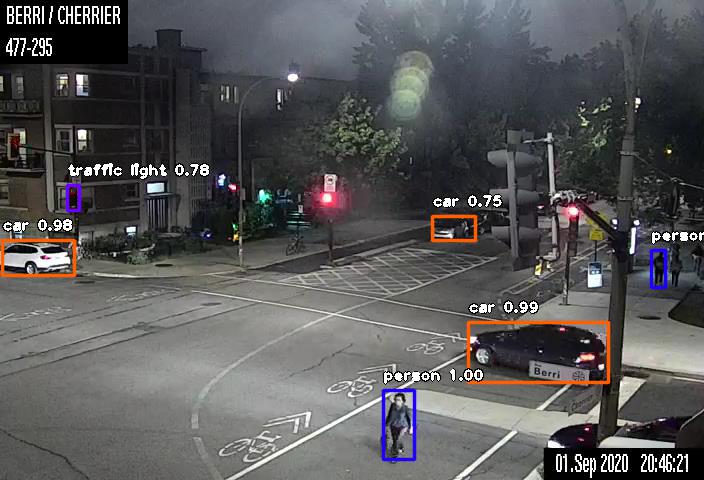 BERRI / CHERRIER
477-295
traffic light 0.78
car 0.98
car 0.75
person
car 0.99
Berri
person 1.00
01.Sep 2020 20:46:21